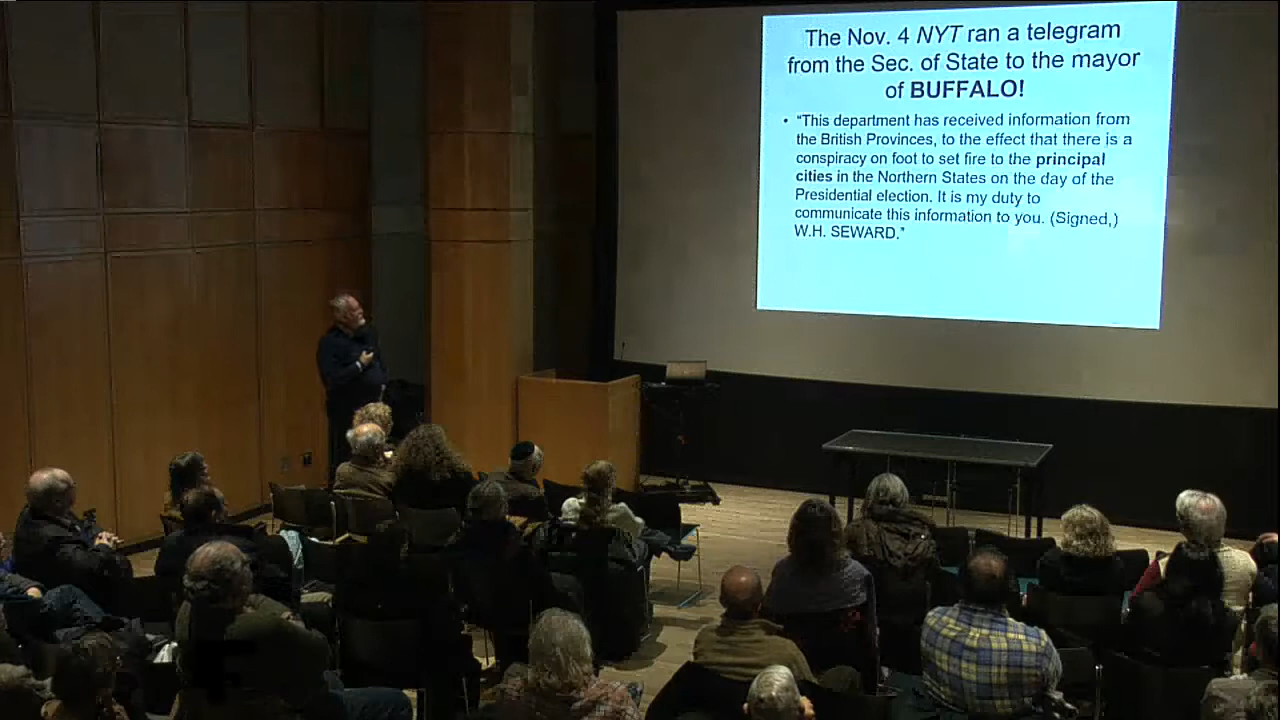 The Nov. 4 NYT ran a telegram
from the Sec. of State to the mayor
of BUFFALO!
• "This department has received information from
the British Provinces, to the effect that there is a
conspiracy on foot to set fire to the principal
cities in the Northern States on the day of the
Presidential election. It is my duty to
communicate this information to you. (Signed,)
W.H. SEWARD."